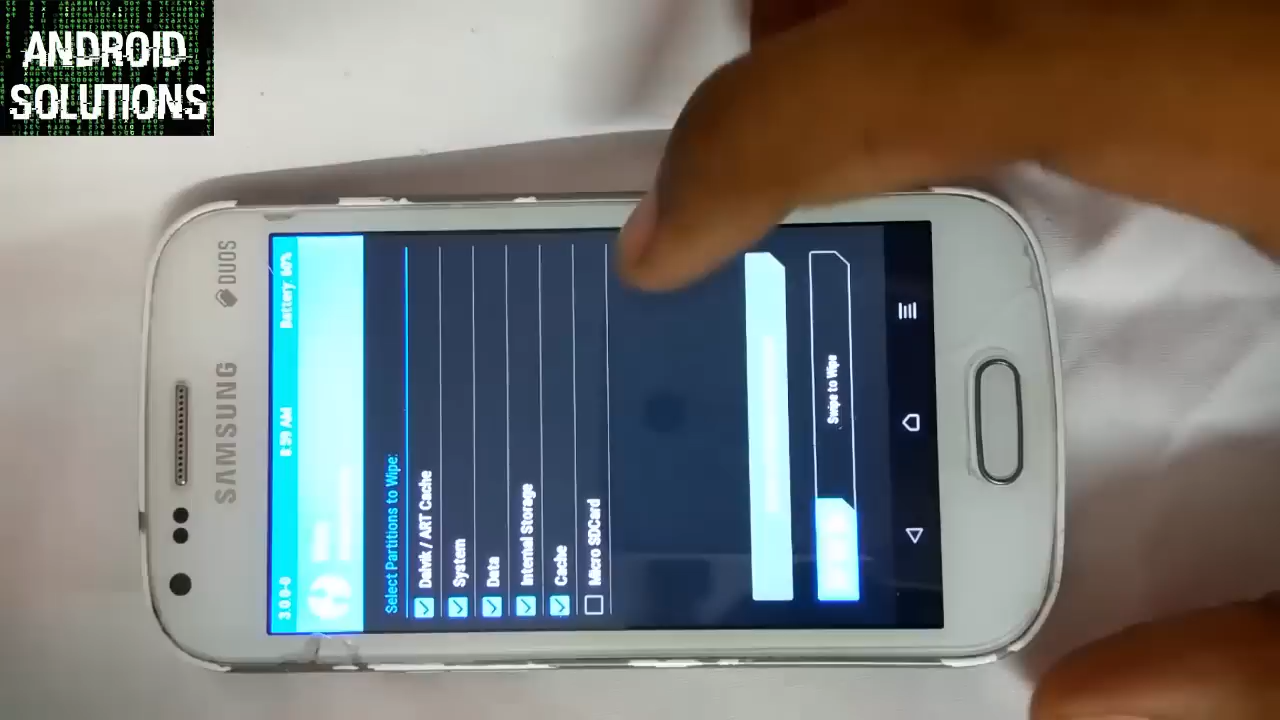 ANDROID
SOLUTIONS
SAMSUNG
DUOS
3.0.0-0
8:59 AM
Battery 60%
Select Partitions to Wipe:
Dalvik / ART Cache
System
Data
Internal Storage
Cache
Micro SDCard
Swipe to Wipe